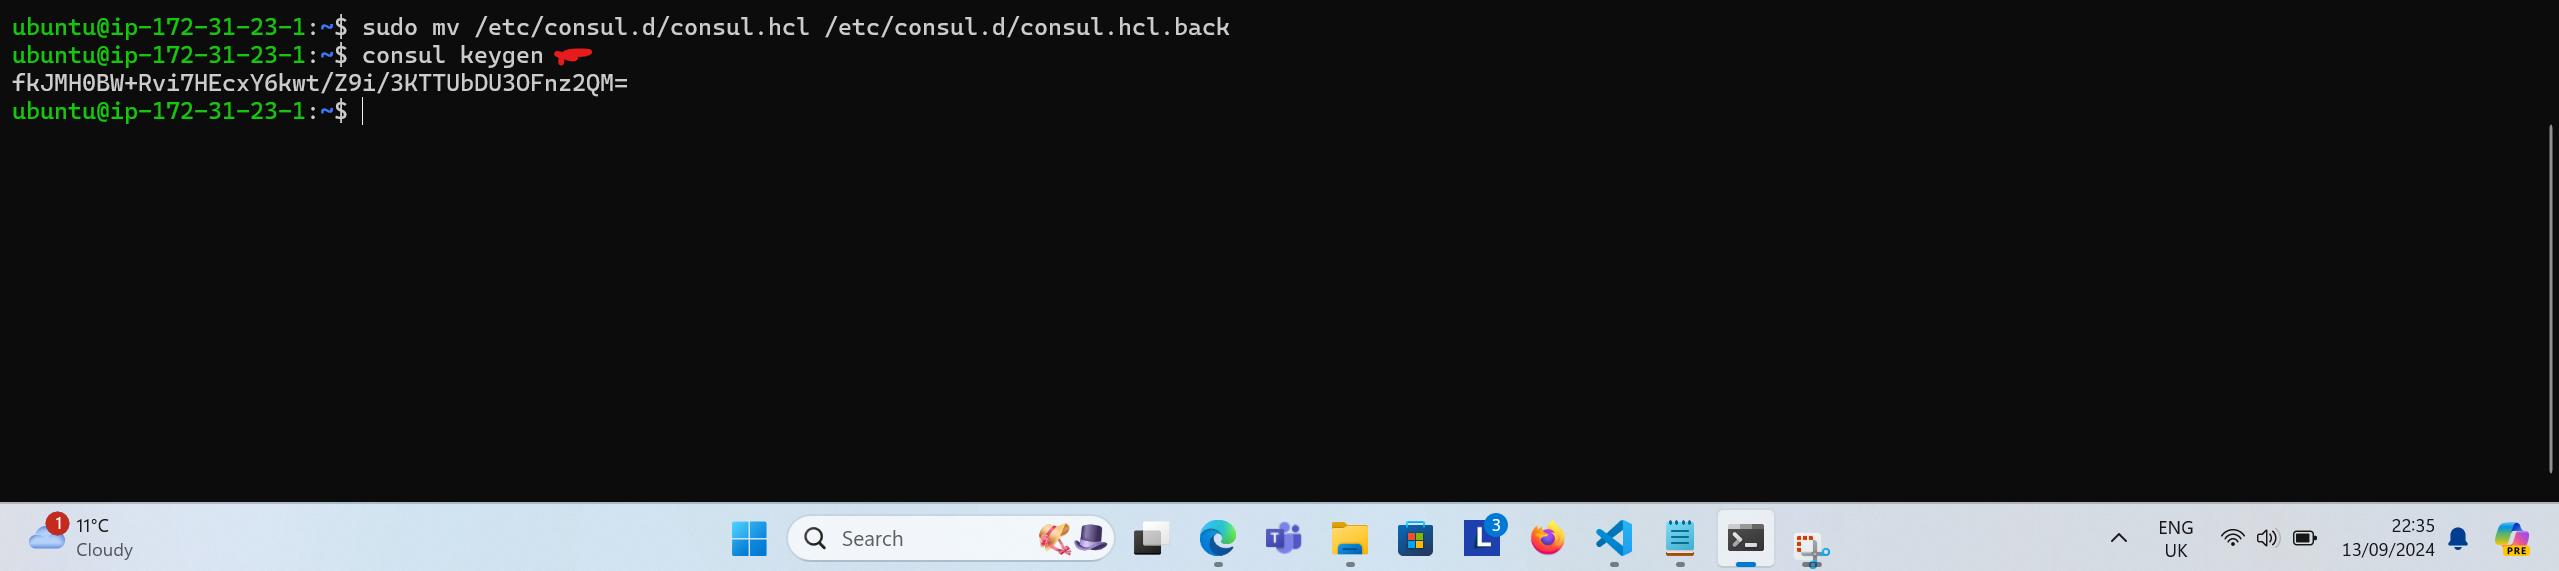 ubuntu@ip-172-31-23-1:~$ sudo mv /etc/consul.d/consul.hcl /etc/consul.d/consul.hcl.back
ubuntu@ip-172-31-23-1:~$ consul keygen
fkJMH0BW+Rvi7HEcxY6kwt/Z9i/3KTTUbDU3OFnz2QM=
ubuntu@ip-172-31-23-1:~$
1
11°C
Cloudy
Search
T
L
3
ENG
UK
22:35
13/09/2024
PRE